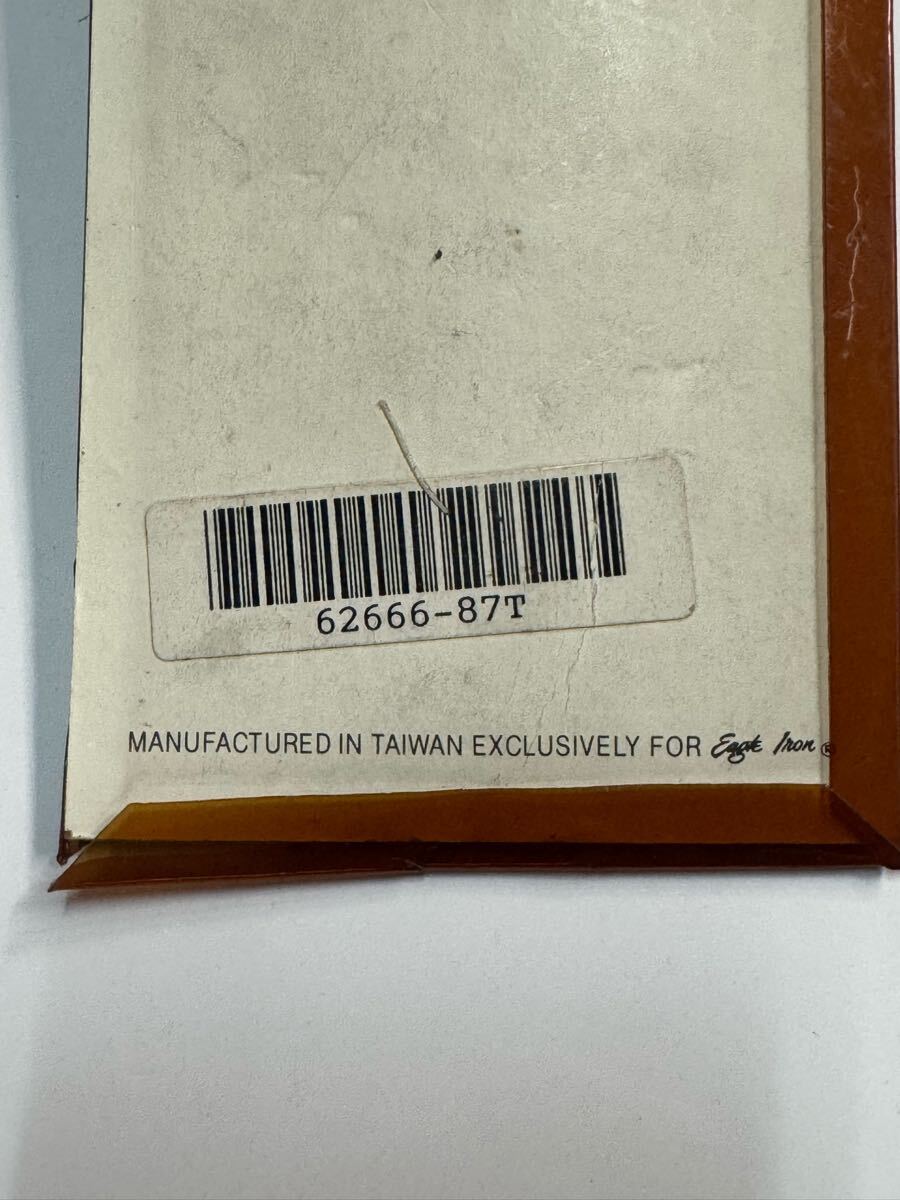 62666-87T
MANUFACTURED IN TAIWAN EXCLUSIVELY FOR Eagle Iron®